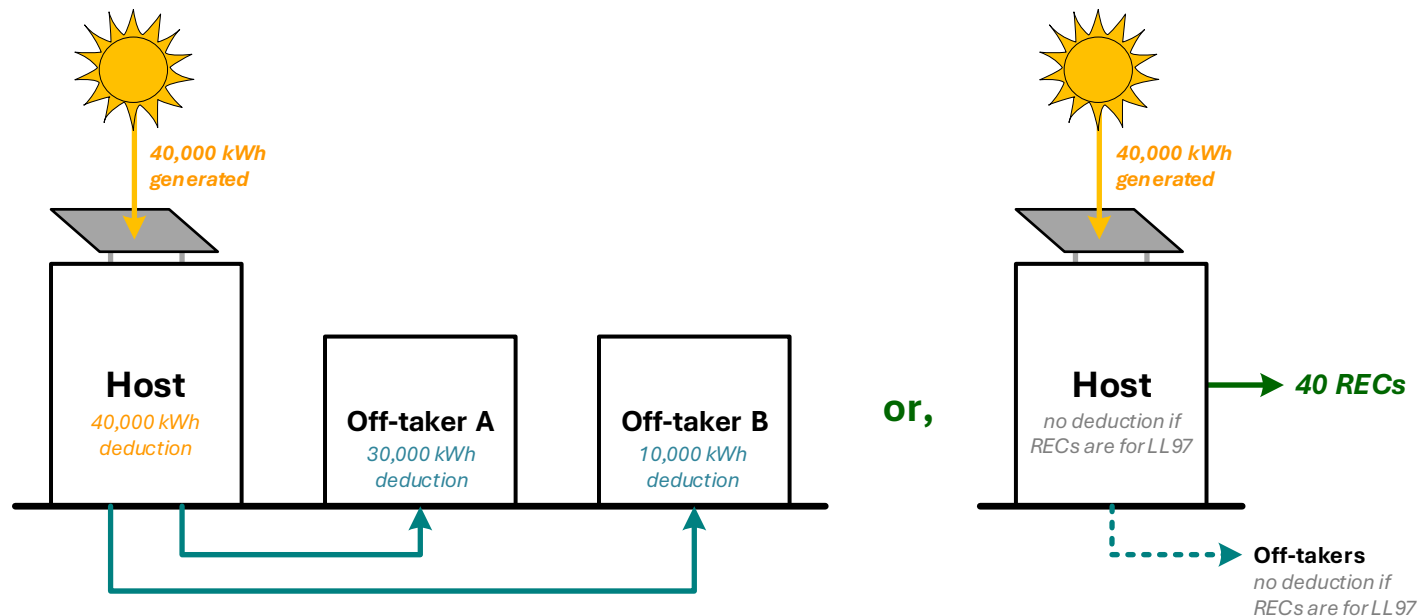 40,000 kWh
generated
Host
40,000 kWh
deduction
Off-taker A
30,000 kWh
deduction
Off-taker B
10,000 kWh
deduction
or,
40,000 kWh
generated
Host
no deduction if
RECs are for LL97
40 RECs
Off-takers
no deduction if
RECs are for LL97